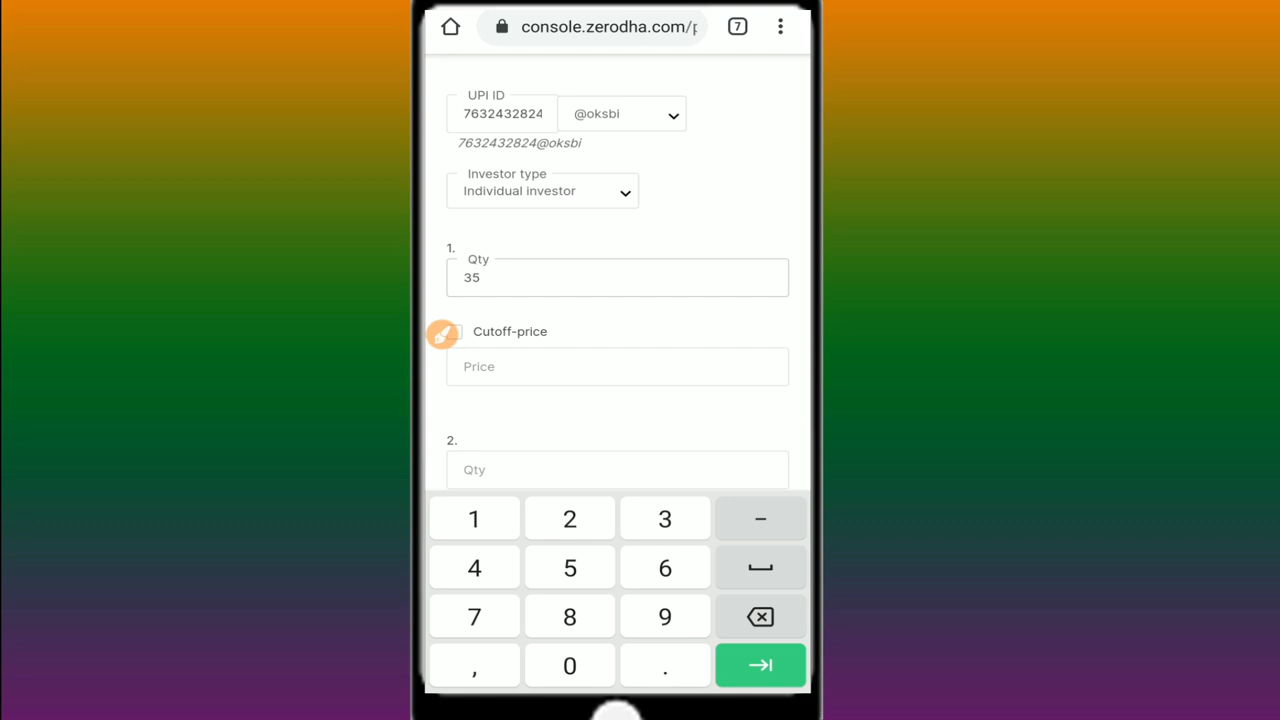 console.zerodha.com/p
7
UPI ID
7632432824
@oksbi
7632432824@oksbi
Investor type
Individual investor
1.
Qty
35
Cutoff-price
Price
2.
Qty
1 2 3 -
4 5 6
7 8 9
, 0 .